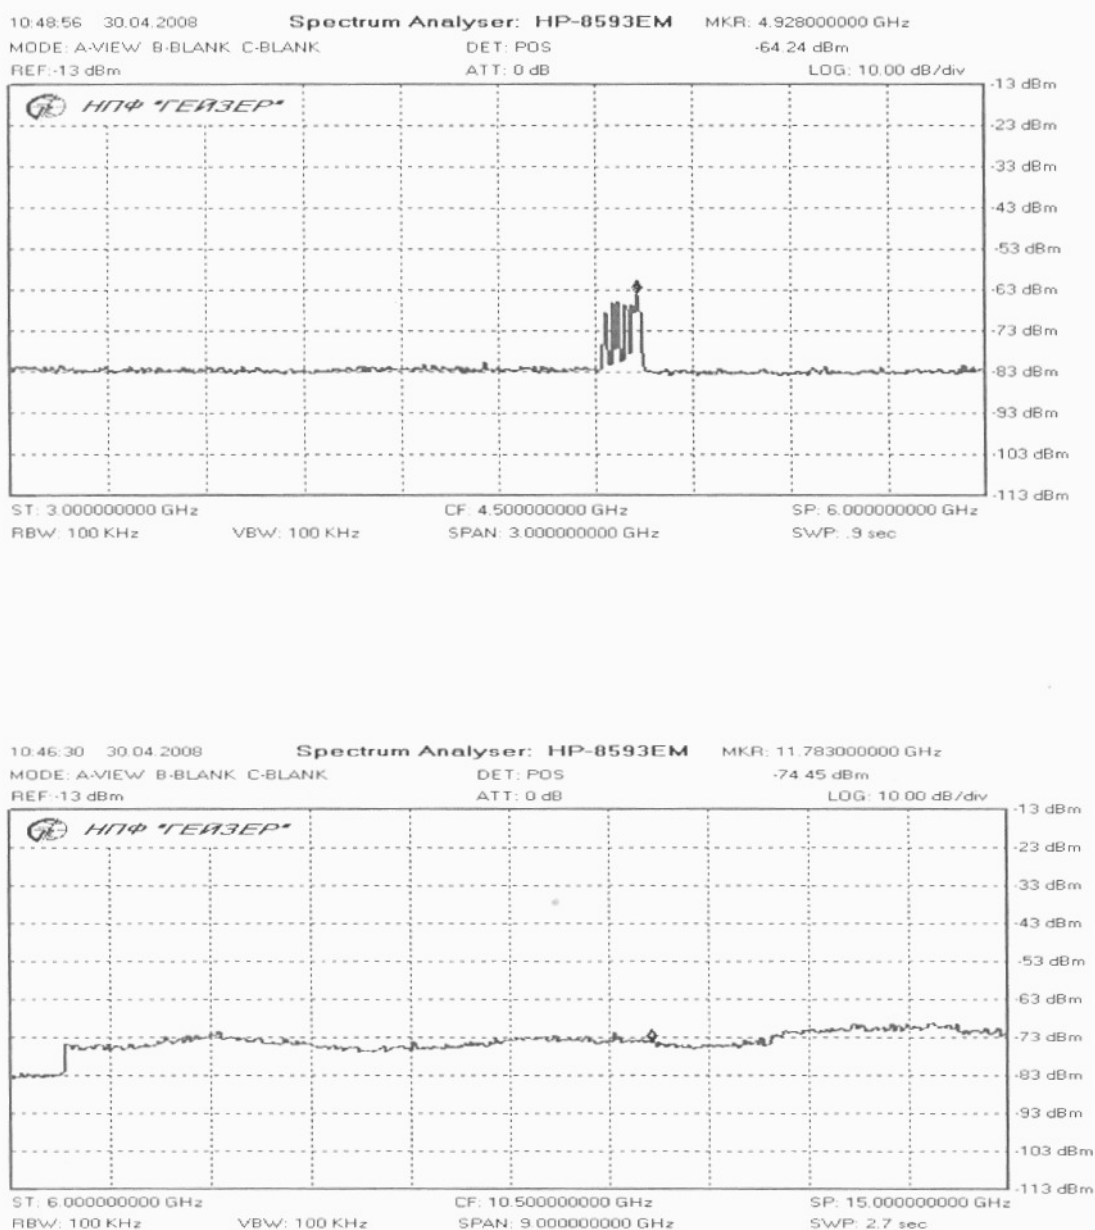 10:48:56 30.04.2008 Spectrum Analyser: HP-8593EM MKR: 4.928000000 GHz
MODE: A-VIEW B-BLANK C-BLANK DET: POS -64.24 dBm
REF:-13 dBm ATT: 0 dB LOG: 10.00 dB/div
НПФ "ГЕЙЗЕР"
-13 dBm
-23 dBm
-33 dBm
-43 dBm
-53 dBm
-63 dBm
-73 dBm
-83 dBm
-93 dBm
-103 dBm
-113 dBm
ST: 3.000000000 GHz CF: 4.500000000 GHz SP: 6.000000000 GHz
RBW: 100 KHz VBW: 100 KHz SPAN: 3.000000000 GHz SWP: .9 sec
10:46:30 30.04.2008 Spectrum Analyser: HP-8593EM MKR: 11.783000000 GHz
MODE: A-VIEW B-BLANK C-BLANK DET: POS -74.45 dBm
REF:-13 dBm ATT: 0 dB LOG: 10.00 dB/div
НПФ "ГЕЙЗЕР"
-13 dBm
-23 dBm
-33 dBm
-43 dBm
-53 dBm
-63 dBm
-73 dBm
-83 dBm
-93 dBm
-103 dBm
-113 dBm
ST: 6.000000000 GHz CF: 10.500000000 GHz SP: 15.000000000 GHz
RBW: 100 KHz VBW: 100 KHz SPAN: 9.000000000 GHz SWP: 2.7 sec